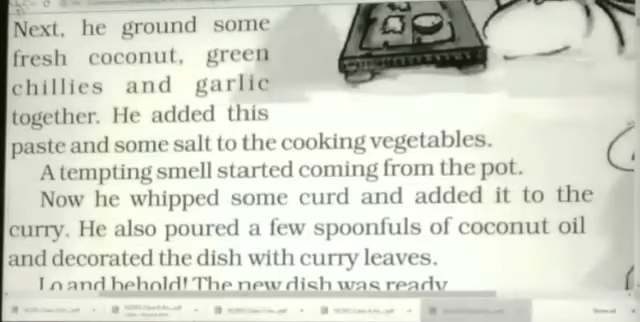 Next, he ground some
fresh coconut, green
chillies and garlic
together. He added this
paste and some salt to the cooking vegetables.
A tempting smell started coming from the pot.
Now he whipped some curd and added it to the
curry. He also poured a few spoonfuls of coconut oil
and decorated the dish with curry leaves.
Lo and behold! The new dish was ready